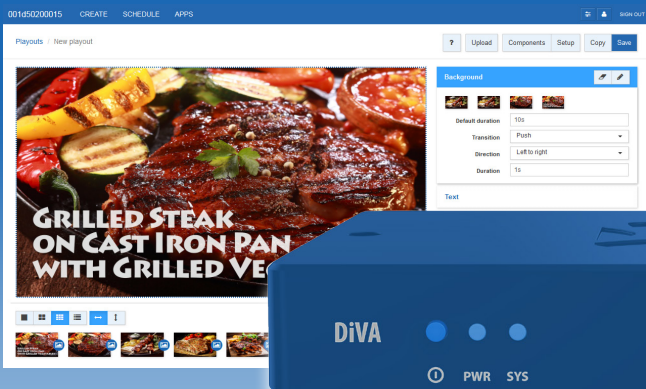 001d50200015 CREATE SCHEDULE APPS SIGN OUT
Playouts / New playout ? Upload Components Setup Copy Save
Background
Default duration 10s
Transition Push
Direction Left to right
Duration 1s
Text
GRILLED STEAK
ON CAST IRON PAN
WITH GRILLED VE
DiVA
PWR SYS